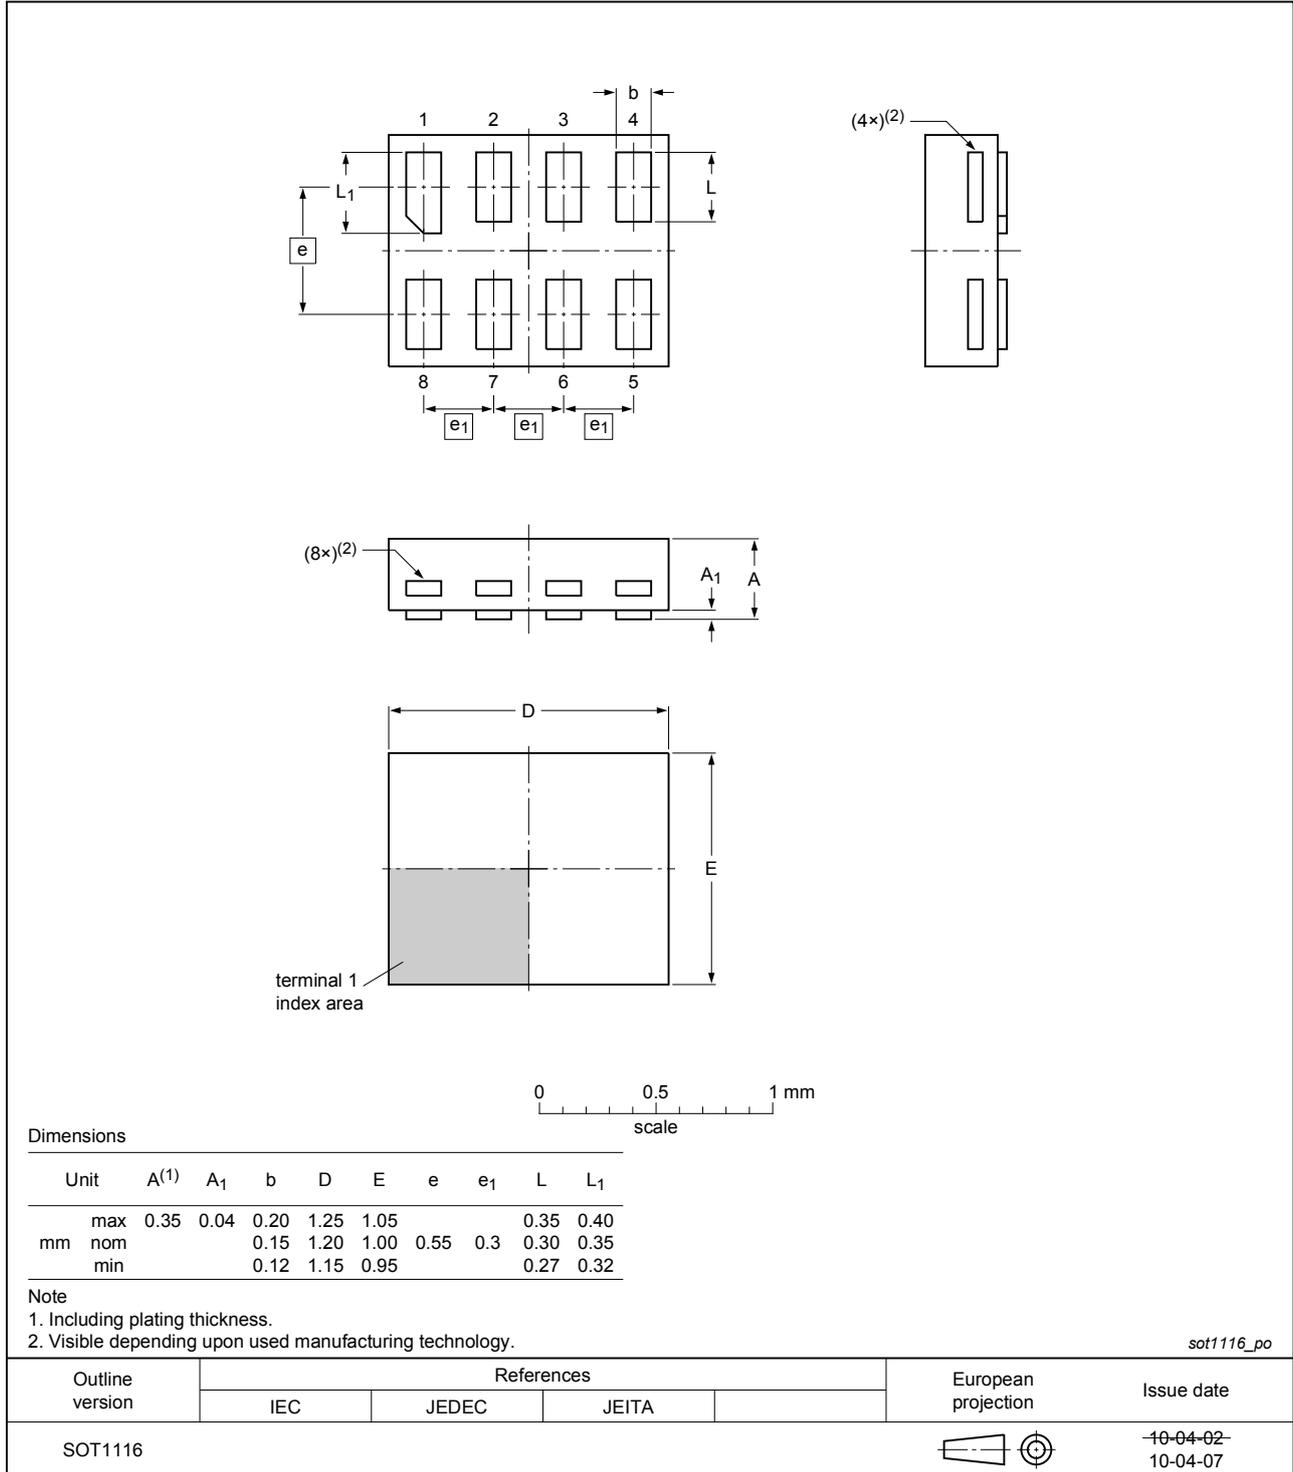 b
1 2 3 4
(4×)(2)
L1
L
e
8 7 6 5
e1 e1 e1
(8×)(2)
A1 A
D
E
terminal 1
index area
0 0.5 1 mm
scale
Dimensions
Unit A(1) A1 b D E e e1 L L1
max 0.35 0.04 0.20 1.25 1.05 0.35 0.40
mm nom 0.15 1.20 1.00 0.55 0.3 0.30 0.35
min 0.12 1.15 0.95 0.27 0.32
Note
1. Including plating thickness.
2. Visible depending upon used manufacturing technology.
sot1116_po
Outline
version
References
IEC JEDEC JEITA
European
projection
Issue date
SOT1116
10-04-02
10-04-07